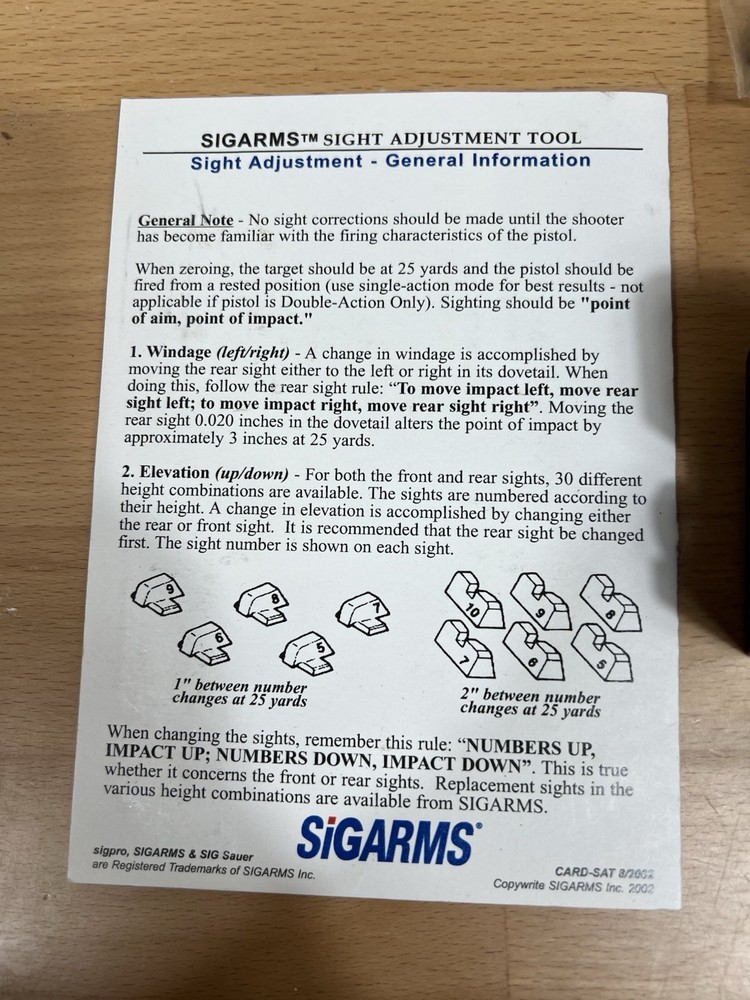 SIGARMS™ SIGHT ADJUSTMENT TOOL
Sight Adjustment - General Information
General Note - No sight corrections should be made until the shooter
has become familiar with the firing characteristics of the pistol.
When zeroing, the target should be at 25 yards and the pistol should be
fired from a rested position (use single-action mode for best results - not
applicable if pistol is Double-Action Only). Sighting should be "point
of aim, point of impact."
1. Windage (left/right) - A change in windage is accomplished by
moving the rear sight either to the left or right in its dovetail. When
doing this, follow the rear sight rule: “To move impact left, move rear
sight left; to move impact right, move rear sight right”. Moving the
rear sight 0.020 inches in the dovetail alters the point of impact by
approximately 3 inches at 25 yards.
2. Elevation (up/down) - For both the front and rear sights, 30 different
height combinations are available. The sights are numbered according to
their height. A change in elevation is accomplished by changing either
the rear or front sight. It is recommended that the rear sight be changed
first. The sight number is shown on each sight.
9 8 7
6 5
1" between number
changes at 25 yards
10 9 8
7 6 5
2" between number
changes at 25 yards
When changing the sights, remember this rule: “NUMBERS UP,
IMPACT UP; NUMBERS DOWN, IMPACT DOWN”. This is true
whether it concerns the front or rear sights. Replacement sights in the
various height combinations are available from SIGARMS.
SIGARMS®
sigpro, SIGARMS & SIG Sauer
are Registered Trademarks of SIGARMS Inc.
CARD-SAT 8/2002
Copywrite SIGARMS Inc. 2002